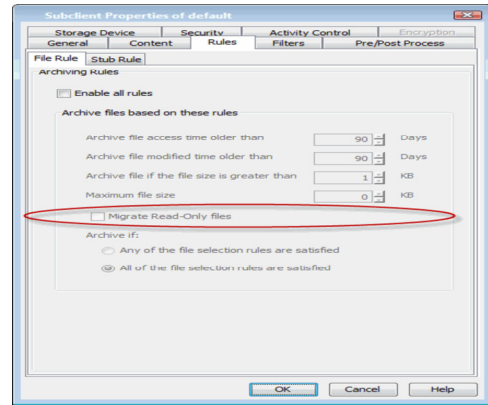 Subclient Properties of default
Storage Device Security Activity Control Encryption
General Content Rules Filters Pre/Post Process
File Rule Stub Rule
Archiving Rules
Enable all rules
Archive files based on these rules
Archive file access time older than 90 Days
Archive file modified time older than 90 Days
Archive file if the file size is greater than 1 KB
Maximum file size 0 KB
Migrate Read-Only files
Archive if:
Any of the file selection rules are satisfied
All of the file selection rules are satisfied
OK Cancel Help